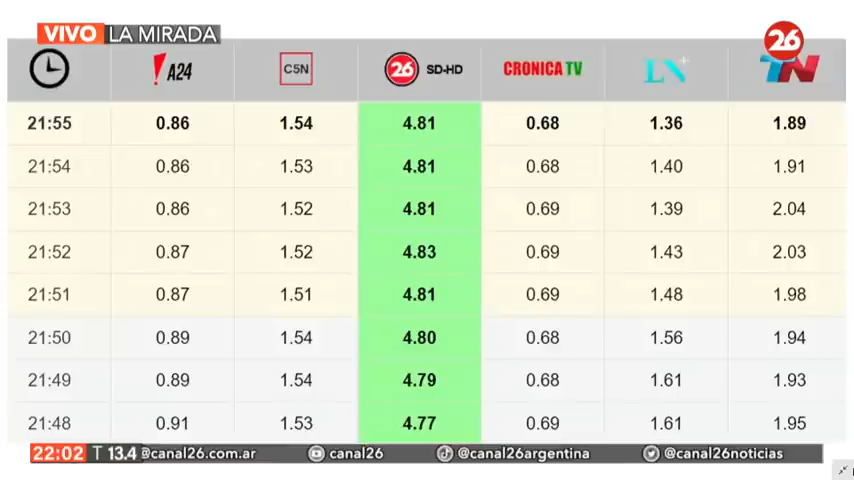 VIVO LA MIRADA
26
A24 C5N 26 SD-HD CRONICA TV LN+ TN
21:55 0.86 1.54 4.81 0.68 1.36 1.89
21:54 0.86 1.53 4.81 0.68 1.40 1.91
21:53 0.86 1.52 4.81 0.69 1.39 2.04
21:52 0.87 1.52 4.83 0.69 1.43 2.03
21:51 0.87 1.51 4.81 0.69 1.48 1.98
21:50 0.89 1.54 4.80 0.68 1.56 1.94
21:49 0.89 1.54 4.79 0.68 1.61 1.93
21:48 0.91 1.53 4.77 0.69 1.61 1.95
22:02 T 13.4 @canal26.com.ar canal26 @canal26argentina @canal26noticias